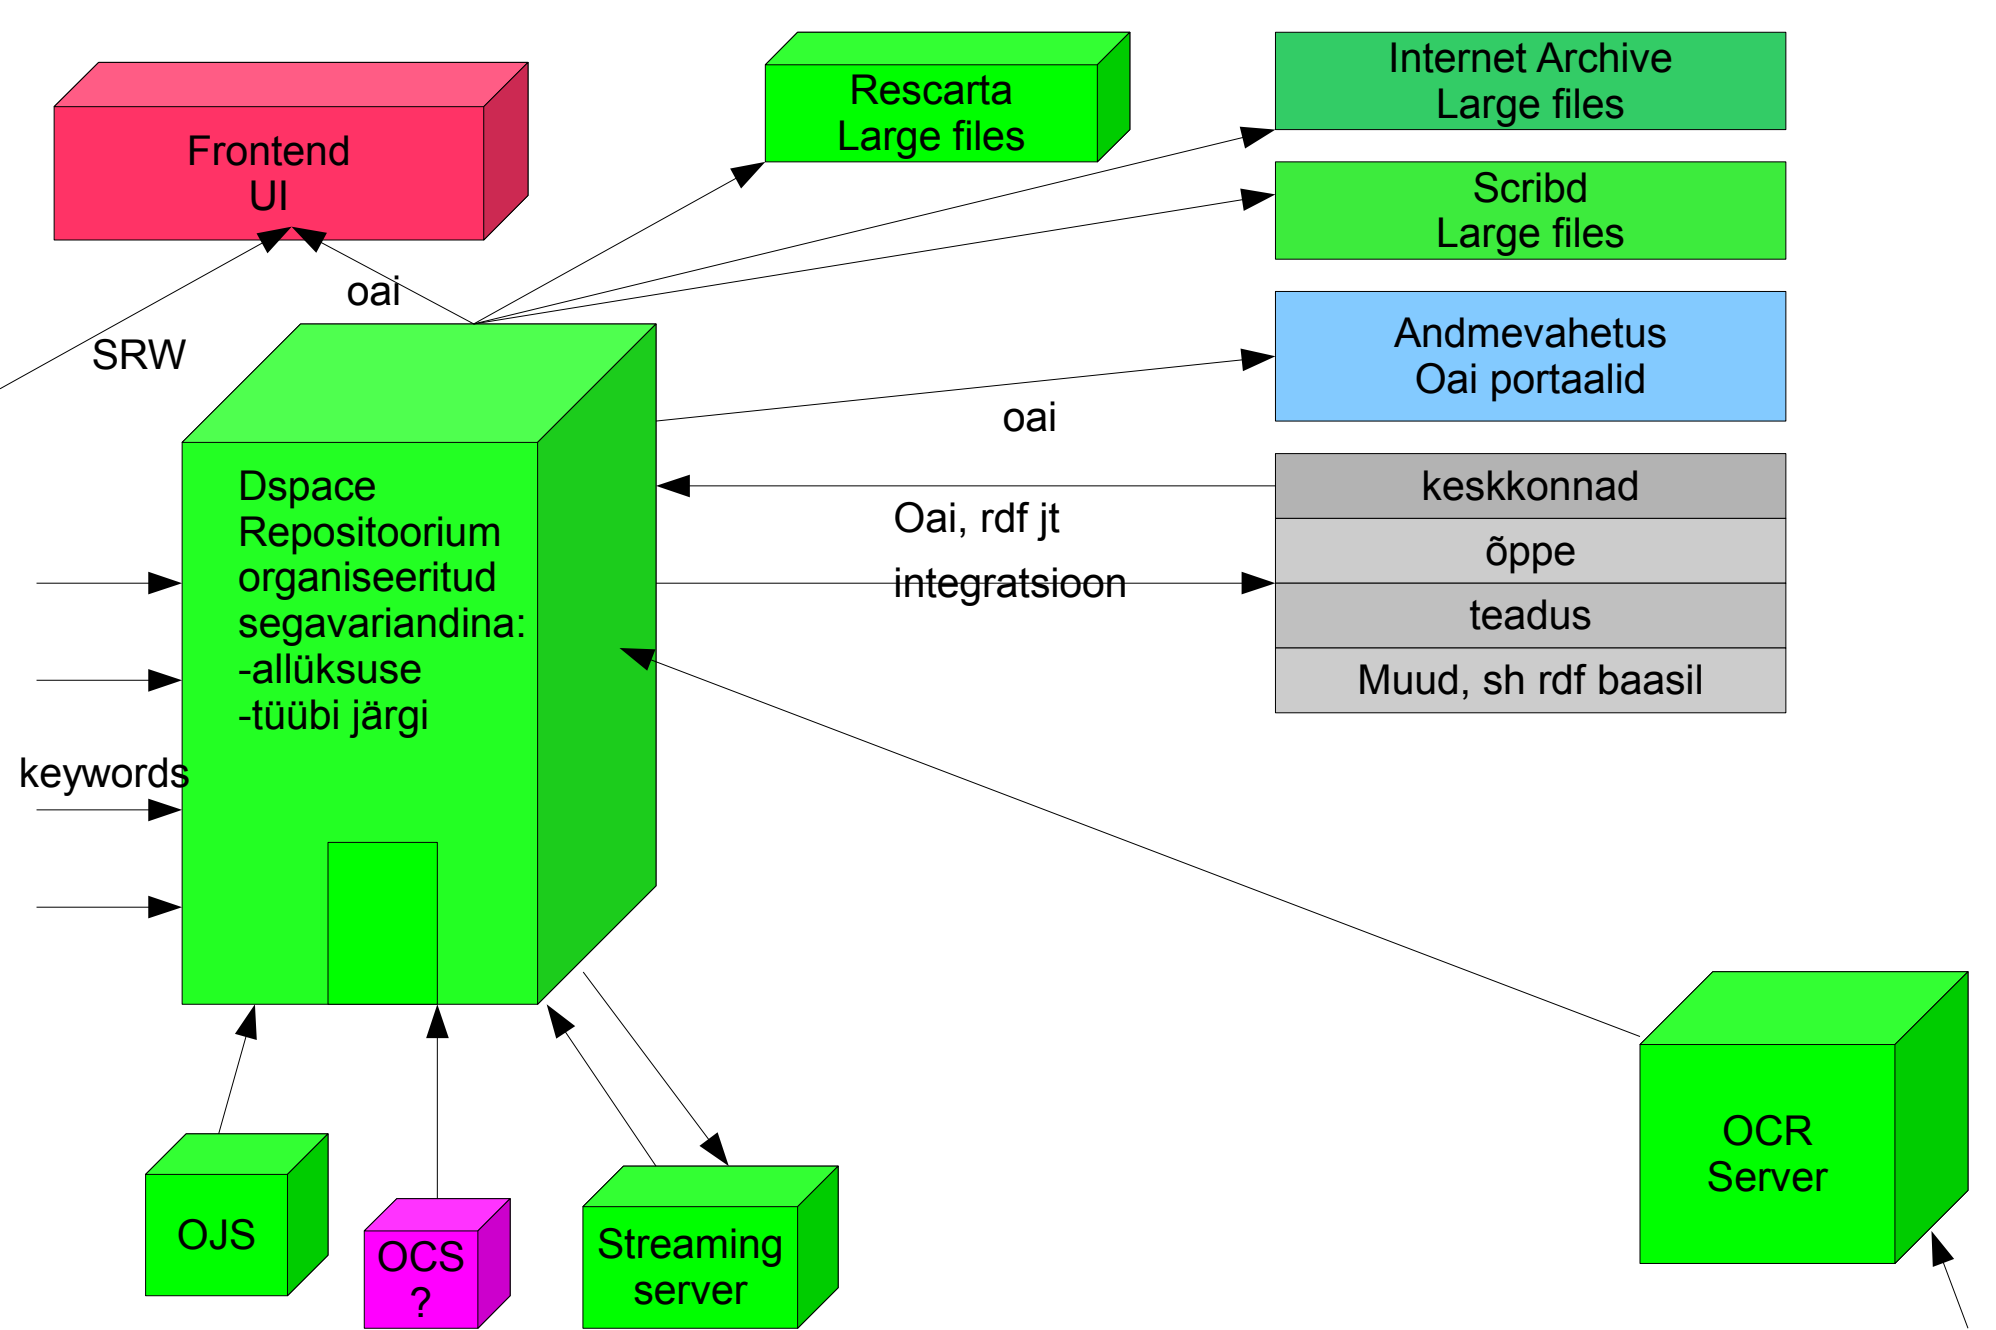 Frontend
UI
Rescarta
Large files
Internet Archive
Large files
Scribd
Large files
oai
SRW
Andmevahetus
Oai portaalid
oai
Dspace
Repositoorium
organiseeritud
segavariandina:
-allüksuse
-tüübi järgi
keskkonnad
Oai, rdf jt
õppe
integratsioon
teadus
Muud, sh rdf baasil
keywords
OCR
Server
OJS
OCS
?
Streaming
server